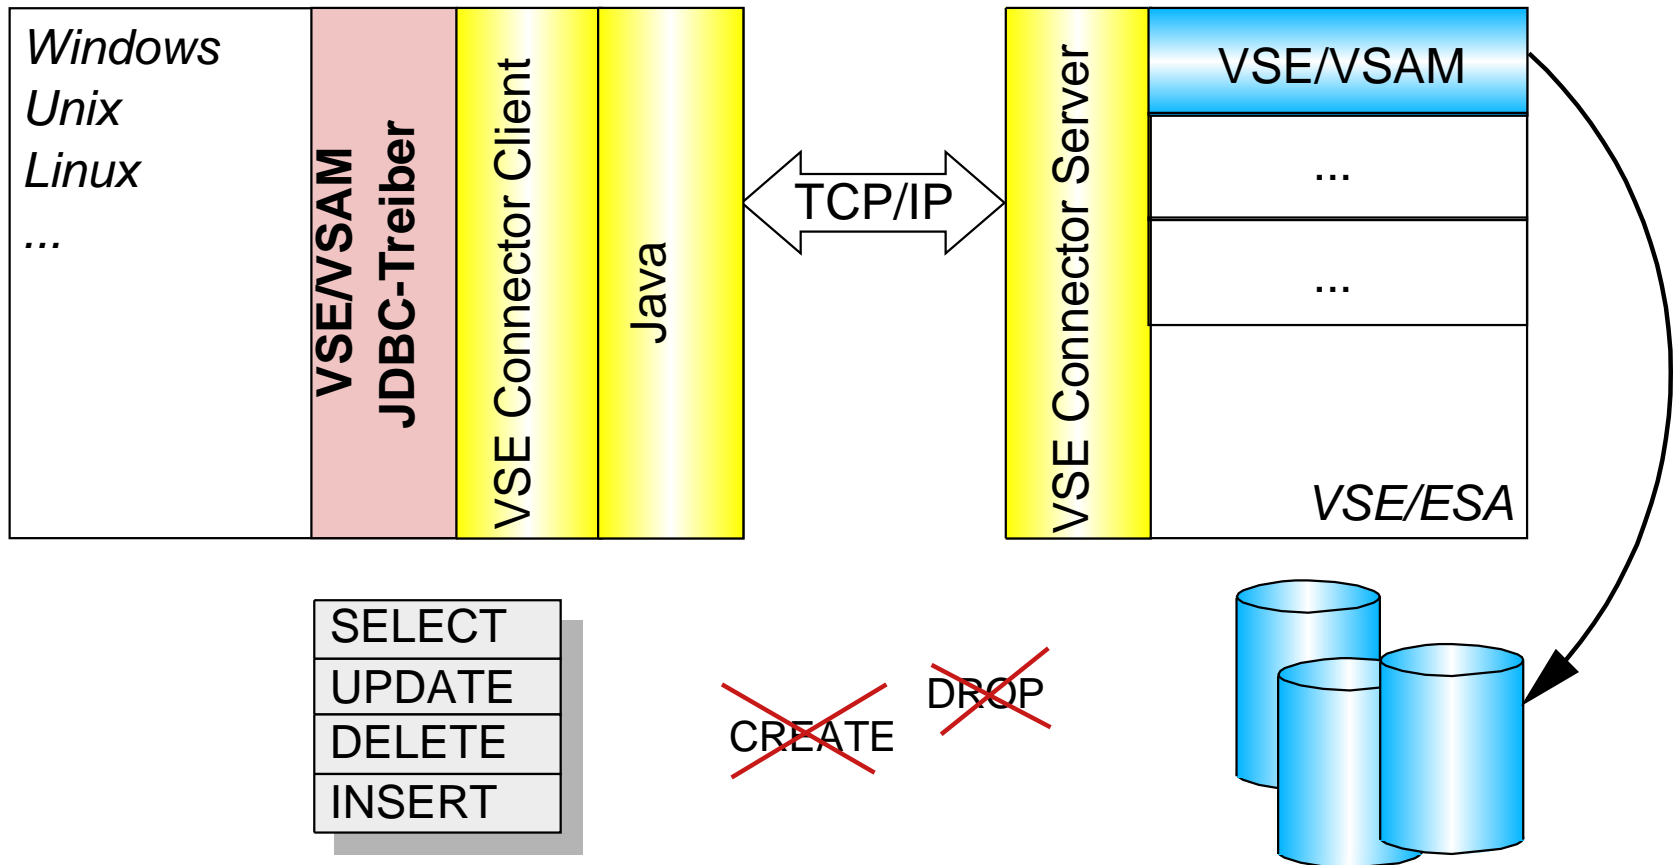 Windows
Unix
Linux
...
VSE/VSAM
JDBC-Treiber
VSE Connector Client
Java
TCP/IP
VSE Connector Server
VSE/VSAM
...
...
VSE/ESA
SELECT
UPDATE
DELETE
INSERT
CREATE
DROP